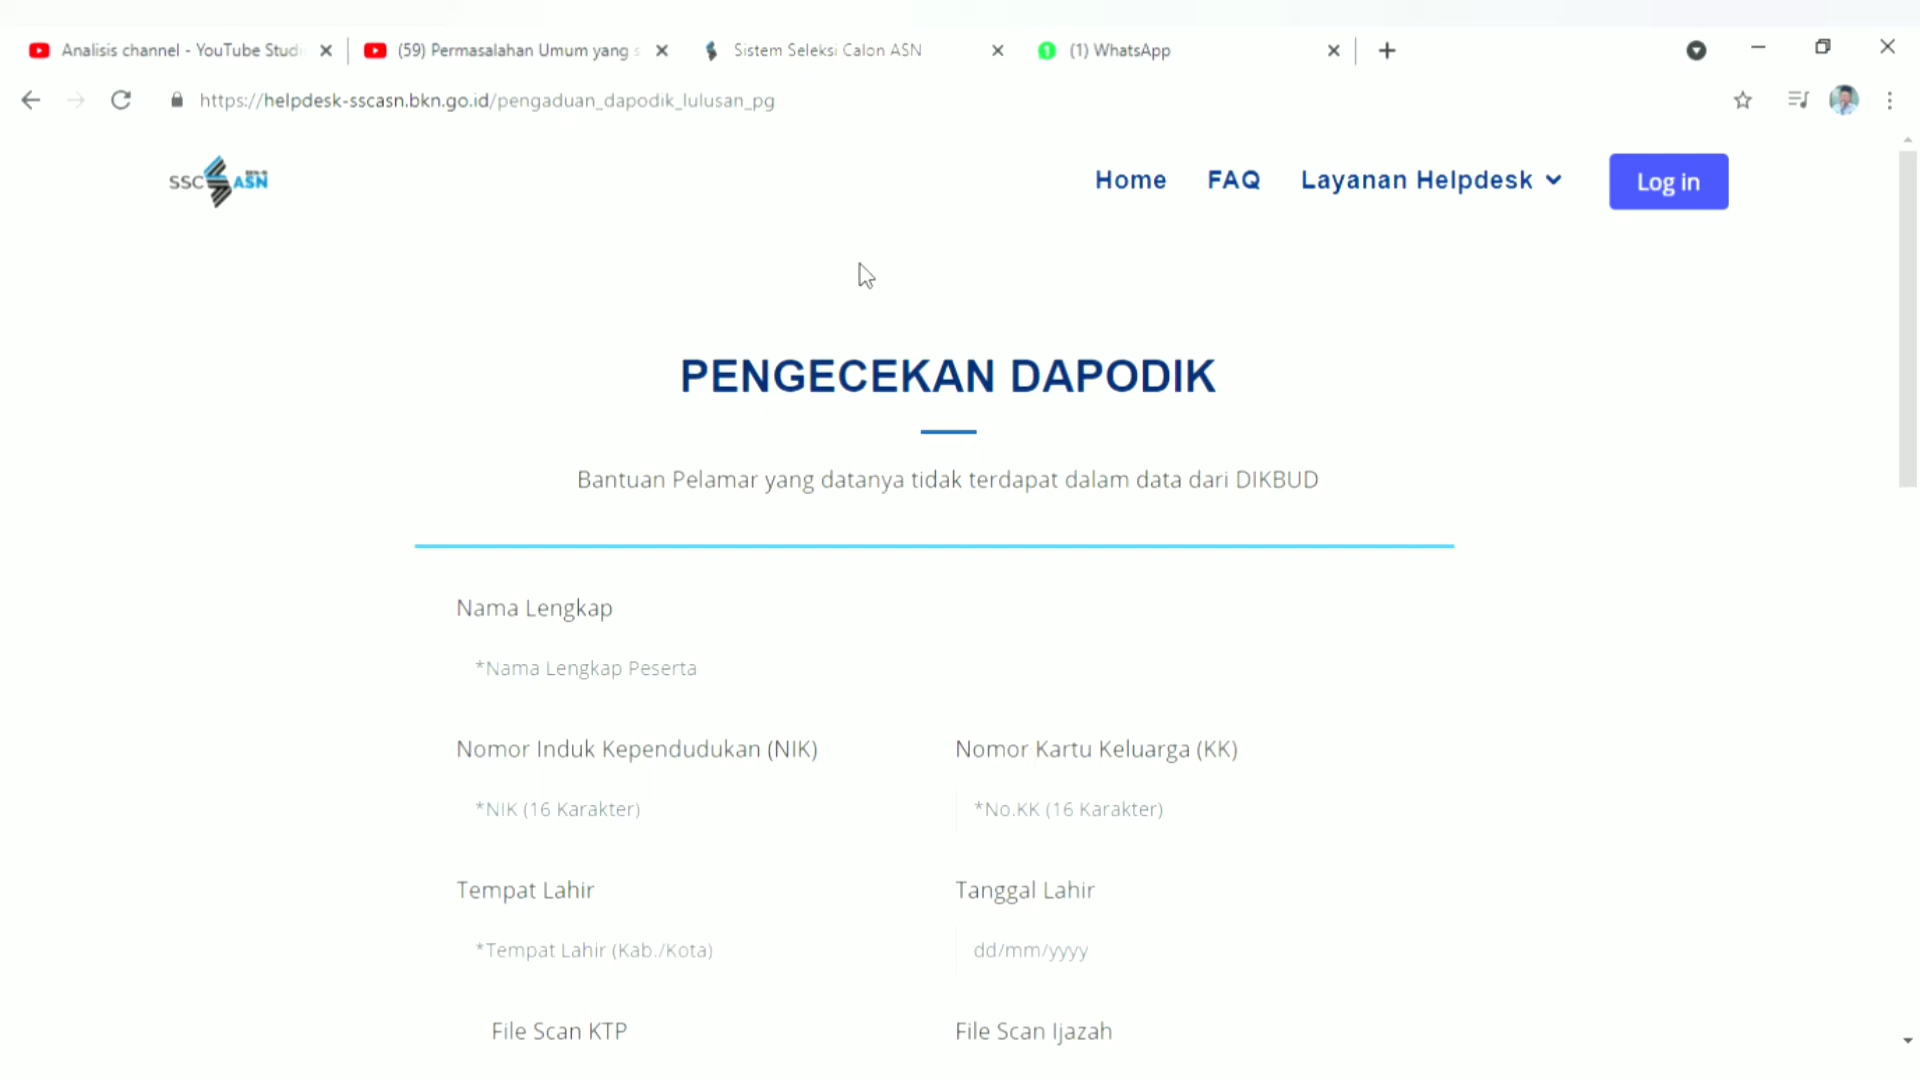 Analisis channel - YouTube Studi
(59) Permasalahan Umum yang s
Sistem Seleksi Calon ASN
(1) WhatsApp
https://helpdesk-sscasn.bkn.go.id/pengaduan_dapodik_lulusan_pg
SSC ASN
Home
FAQ
Layanan Helpdesk
Log in
PENGECEKAN DAPODIK
Bantuan Pelamar yang datanya tidak terdapat dalam data dari DIKBUD
Nama Lengkap
*Nama Lengkap Peserta
Nomor Induk Kependudukan (NIK)
Nomor Kartu Keluarga (KK)
*NIK (16 Karakter)
*No.KK (16 Karakter)
Tempat Lahir
Tanggal Lahir
*Tempat Lahir (Kab./Kota)
dd/mm/yyyy
File Scan KTP
File Scan Ijazah